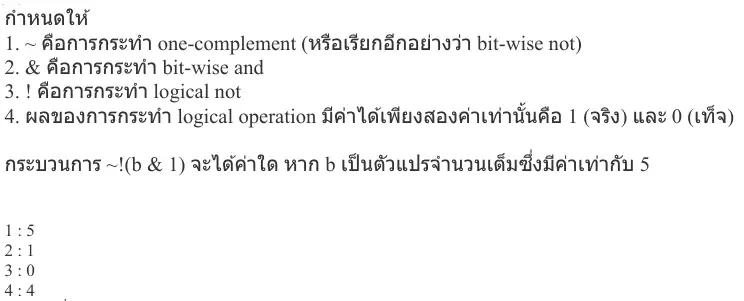 กำหนดให้
1. ~ คือการกระทำ one-complement (หรือเรียกอีกอย่างว่า bit-wise not)
2. & คือการกระทำ bit-wise and
3. ! คือการกระทำ logical not
4. ผลของการกระทำ logical operation มีค่าได้เพียงสองค่าเท่านั้นคือ 1 (จริง) และ 0 (เท็จ)
กระบวนการ ~!(b & 1) จะได้ค่าใด หาก b เป็นตัวแปรจำนวนเต็มซึ่งมีค่าเท่ากับ 5
1 : 5
2 : 1
3 : 0
4 : 4